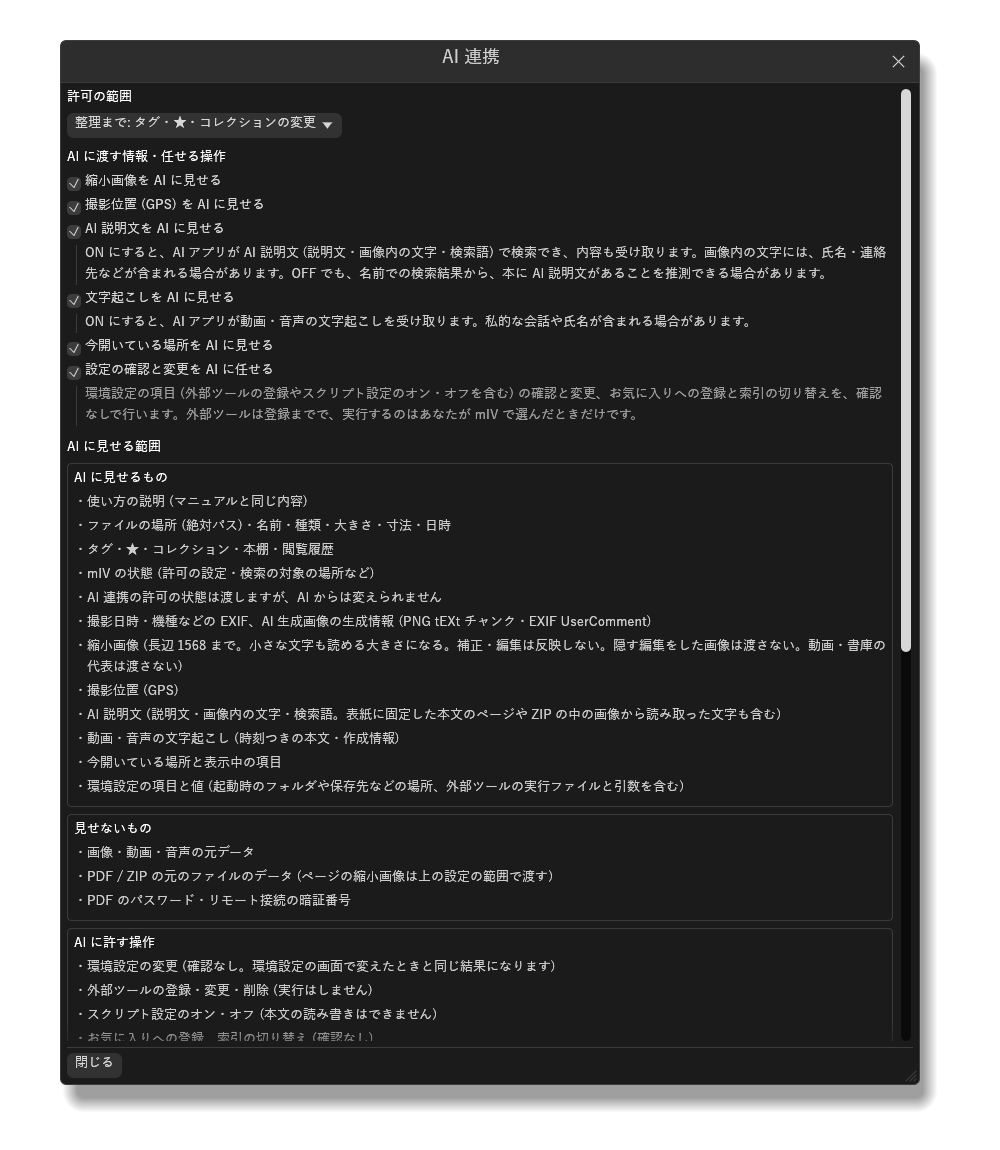 AI 連携
許可の範囲
整理まで: タグ・★・コレクションの変更
AI に渡す情報・任せる操作
縮小画像を AI に見せる
撮影位置 (GPS) を AI に見せる
AI 説明文を AI に見せる
ON にすると、AI アプリが AI 説明文 (説明文・画像内の文字・検索語) で検索でき、内容も受け取ります。画像内の文字には、氏名・連絡
先などが含まれる場合があります。OFF でも、名前での検索結果から、本に AI 説明文があることを推測できる場合があります。
文字起こしを AI に見せる
ON にすると、AI アプリが動画・音声の文字起こしを受け取ります。私的な会話や氏名が含まれる場合があります。
今開いている場所を AI に見せる
設定の確認と変更を AI に任せる
環境設定の項目 (外部ツールの登録やスクリプト設定のオン・オフを含む) の確認と変更、お気に入りへの登録と索引の切り替えを、確認
なしで行います。外部ツールは登録までで、実行するのはあなたが mIV で選んだときだけです。
AI に見せる範囲
AI に見せるもの
・使い方の説明 (マニュアルと同じ内容)
・ファイルの場所 (絶対パス)・名前・種類・大きさ・寸法・日時
・タグ・★・コレクション・本棚・閲覧履歴
・mIV の状態 (許可の設定・検索の対象の場所など)
・AI 連携の許可の状態は渡しますが、AI からは変えられません
・撮影日時・機種などの EXIF、AI 生成画像の生成情報 (PNG tEXt チャンク・EXIF UserComment)
・縮小画像 (長辺 1568 まで。小さな文字も読める大きさになる。補正・編集は反映しない。隠す編集をした画像は渡さない。動画・書庫の
代表は渡さない)
・撮影位置 (GPS)
・AI 説明文 (説明文・画像内の文字・検索語。表紙に固定した本文のページや ZIP の中の画像から読み取った文字も含む)
・動画・音声の文字起こし (時刻つきの本文・作成情報)
・今開いている場所と表示中の項目
・環境設定の項目と値 (起動時のフォルダや保存先などの場所、外部ツールの実行ファイルと引数を含む)
見せないもの
・画像・動画・音声の元データ
・PDF / ZIP の元のファイルのデータ (ページの縮小画像は上の設定の範囲で渡す)
・PDF のパスワード・リモート接続の暗証番号
AI に許す操作
・環境設定の変更 (確認なし。環境設定の画面で変えたときと同じ結果になります)
・外部ツールの登録・変更・削除 (実行はしません)
・スクリプト設定のオン・オフ (本文の読み書きはできません)
・お気に入りへの登録、索引の切り替え (確認なし)
閉じる